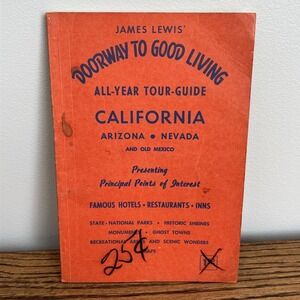 JAMES LEWIS'
DOORWAY TO GOOD LIVING
ALL-YEAR TOUR-GUIDE
CALIFORNIA
ARIZONA • NEVADA
AND OLD MEXICO
Presenting
Principal Points of Interest
FAMOUS HOTELS • RESTAURANTS • INNS
STATE - NATIONAL PARKS • HISTORIC SHRINES
MONUMENTS • GHOST TOWNS
RECREATIONAL AREAS AND SCENIC WONDERS
MAPS
25¢